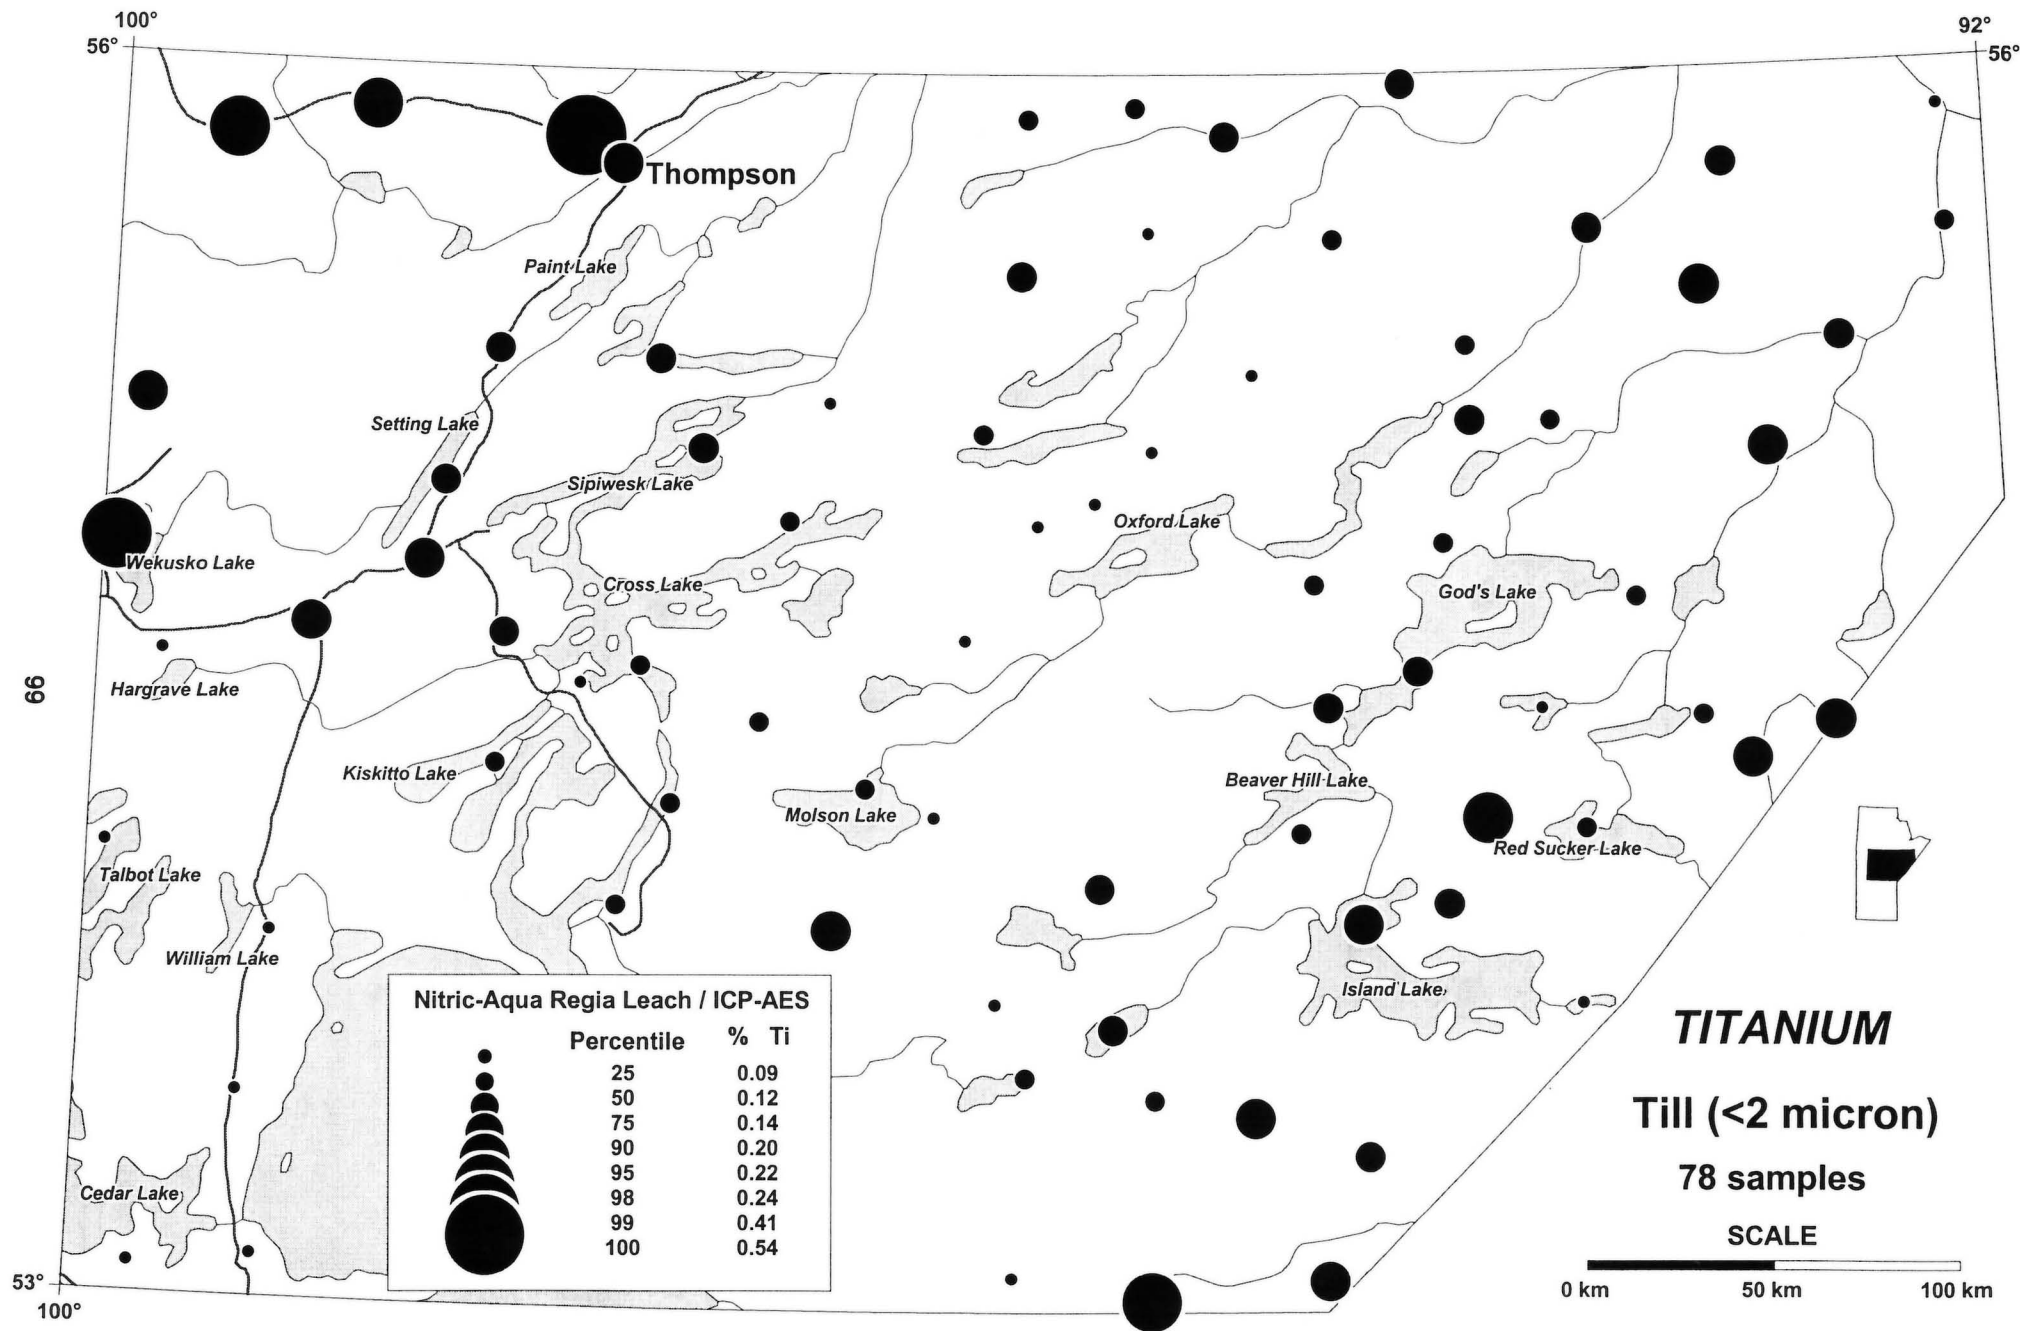 100°
92°
56°
56°
Thompson
Paint Lake
Setting Lake
Sipiwesk Lake
Oxford Lake
Wekusko Lake
Cross Lake
God's Lake
66
Hargrave Lake
Kiskitto Lake
Beaver Hill Lake
Molson Lake
Red Sucker Lake
Talbot Lake
William Lake
Island Lake
Nitric-Aqua Regia Leach / ICP-AES
Percentile % Ti
25 0.09
50 0.12
75 0.14
90 0.20
95 0.22
98 0.24
99 0.41
100 0.54
TITANIUM
Till (<2 micron)
78 samples
SCALE
0 km 50 km 100 km
Cedar Lake
53°
100°